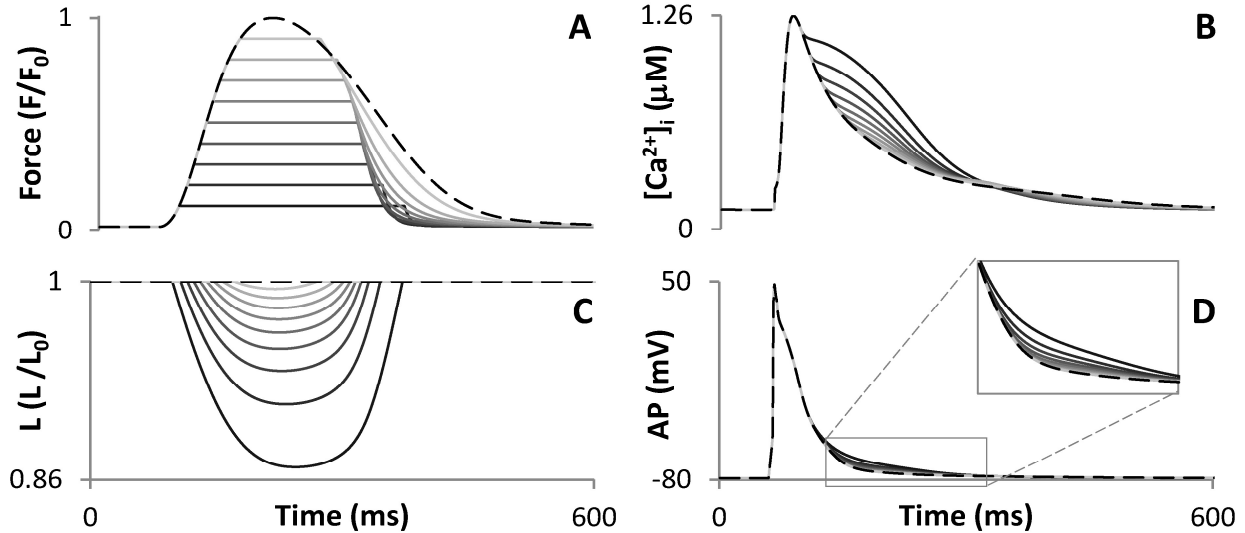 1
A
Force (F/F0)
0
1.26
B
[Ca2+]i (μM)
0
1
C
L (L /L0)
0.86
0
Time (ms)
600
50
D
AP (mV)
-80
0
Time (ms)
600